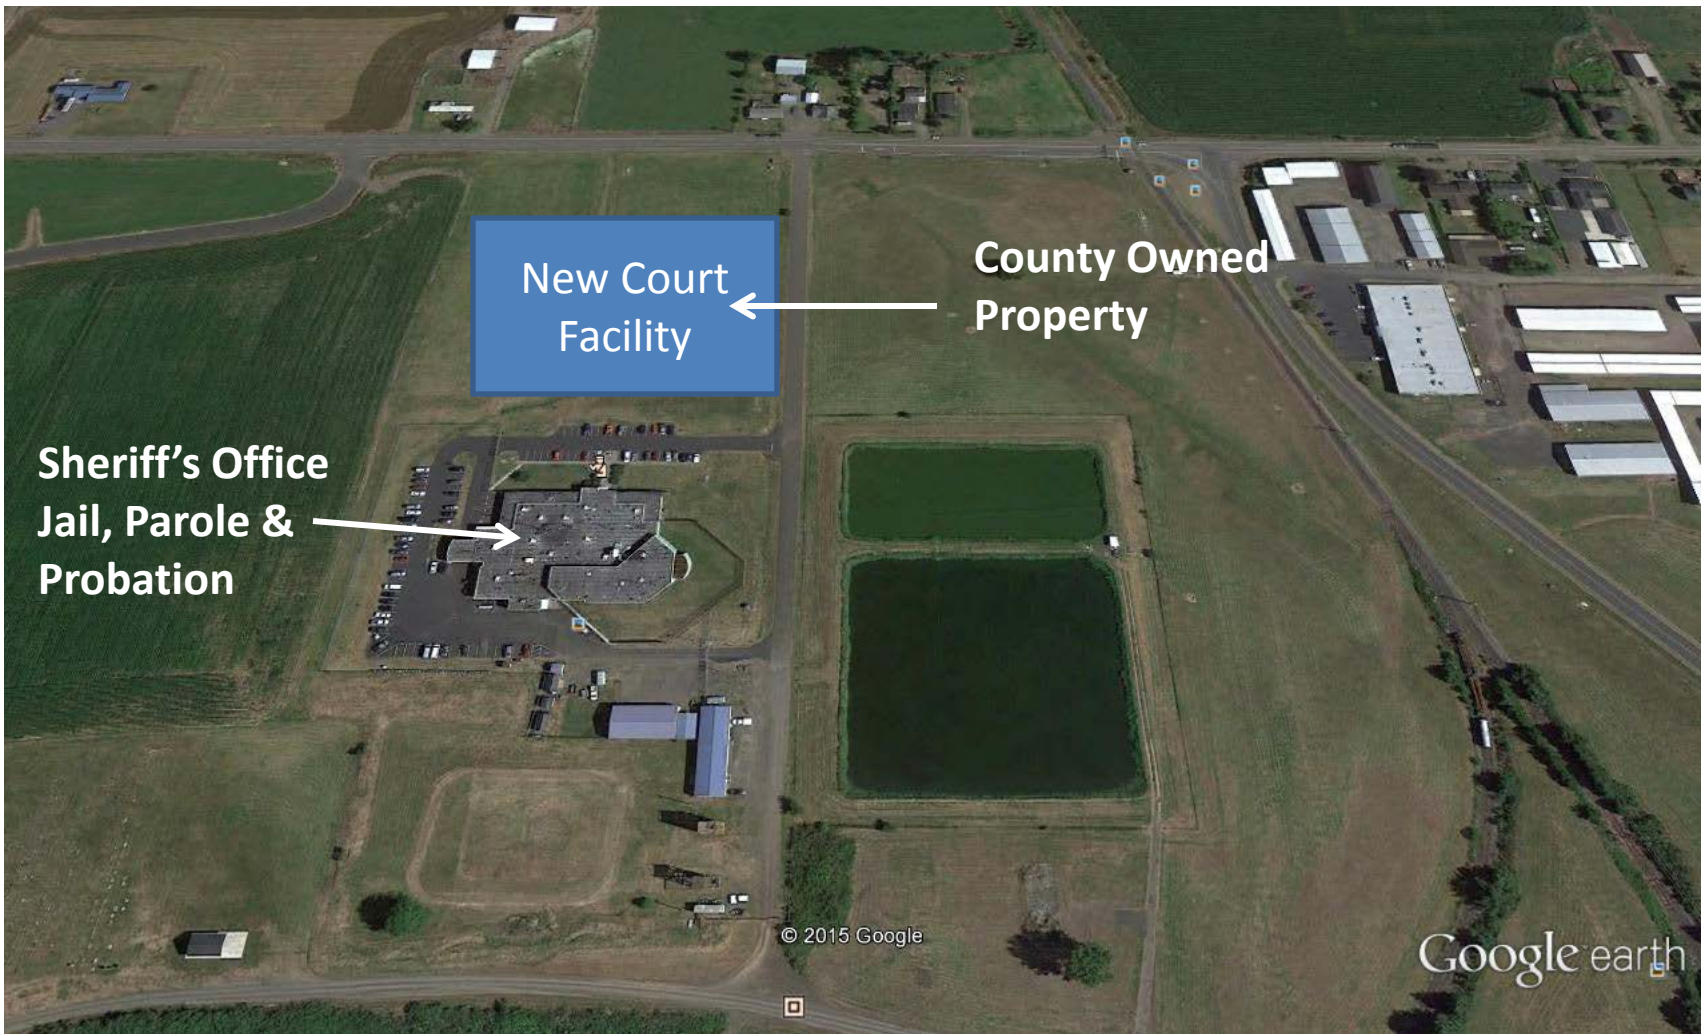 New Court
Facility
County Owned
Property
Sheriff’s Office
Jail, Parole &
Probation
© 2015 Google
Google earth